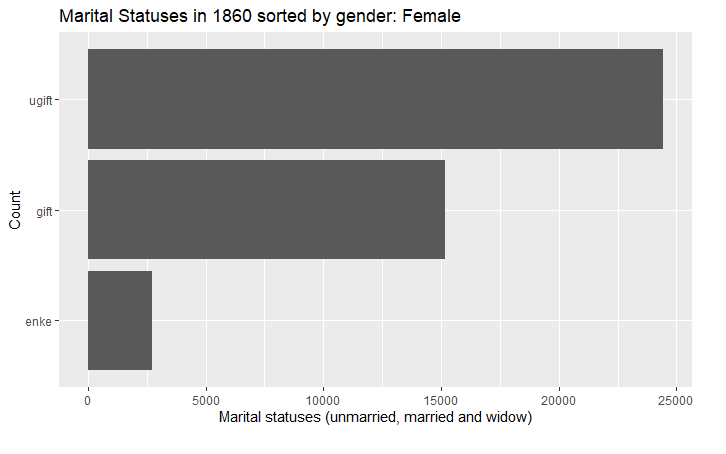 Marital Statuses in 1860 sorted by gender: Female
Count
ugift
gift
enke
0 5000 10000 15000 20000 25000
Marital statuses (unmarried, married and widow)